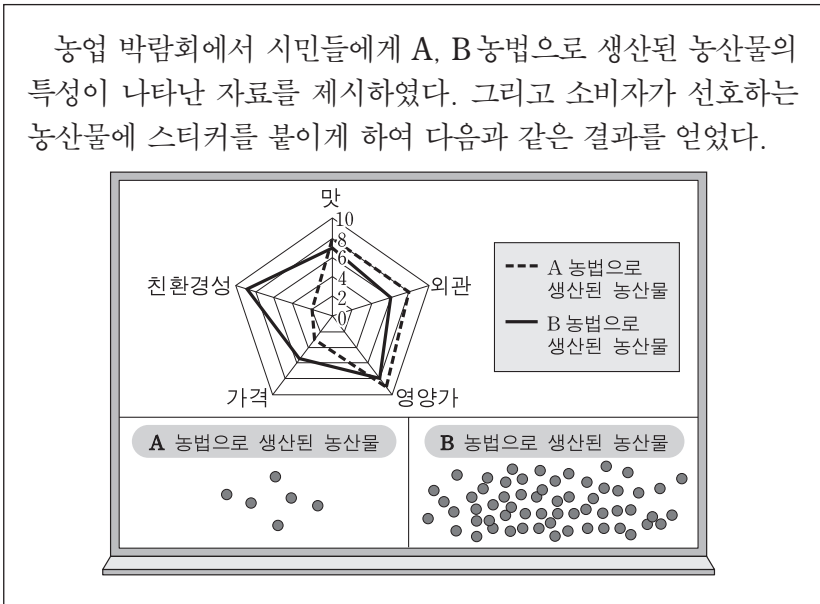 농업 박람회에서 시민들에게 A, B 농법으로 생산된 농산물의
특성이 나타난 자료를 제시하였다. 그리고 소비자가 선호하는
농산물에 스티커를 붙이게 하여 다음과 같은 결과를 얻었다.
맛
10
8
6
4
2
0
친환경성
외관
가격
영양가
A 농법으로
생산된 농산물
B 농법으로
생산된 농산물
A 농법으로 생산된 농산물
B 농법으로 생산된 농산물